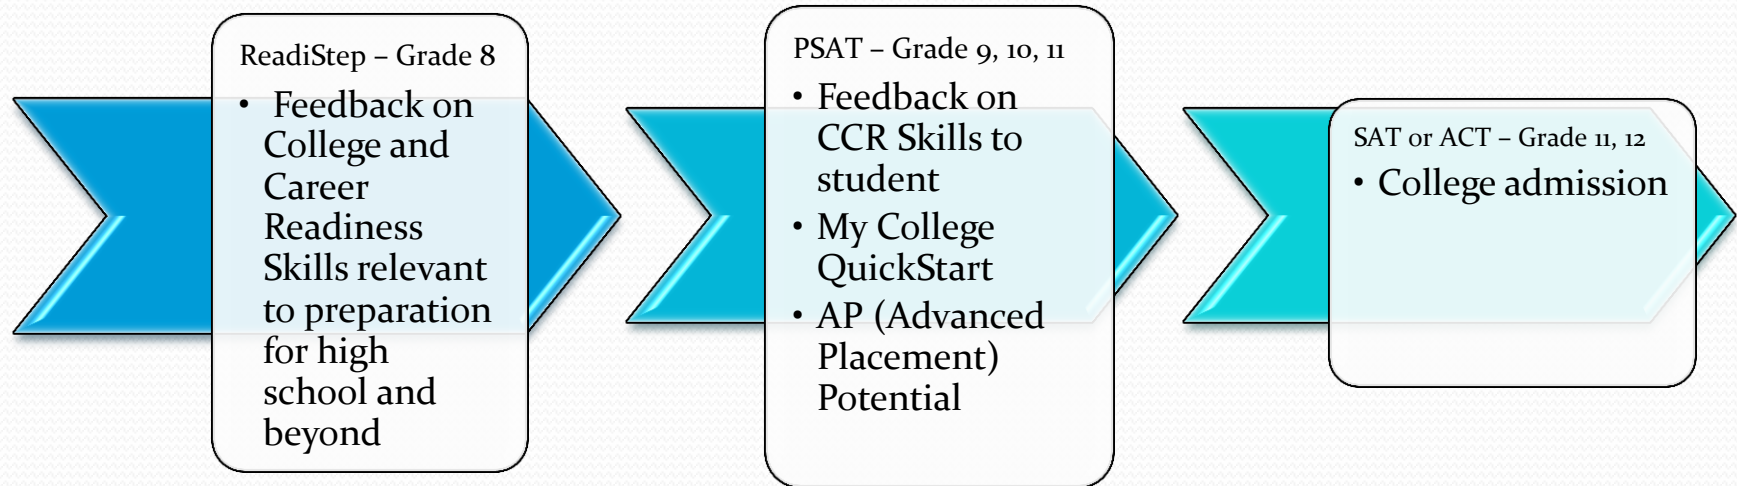 ReadiStep – Grade 8
• Feedback on
College and
Career
Readiness
Skills relevant
to preparation
for high
school and
beyond
PSAT – Grade 9, 10, 11
• Feedback on
CCR Skills to
student
• My College
QuickStart
• AP (Advanced
Placement)
Potential
SAT or ACT – Grade 11, 12
• College admission